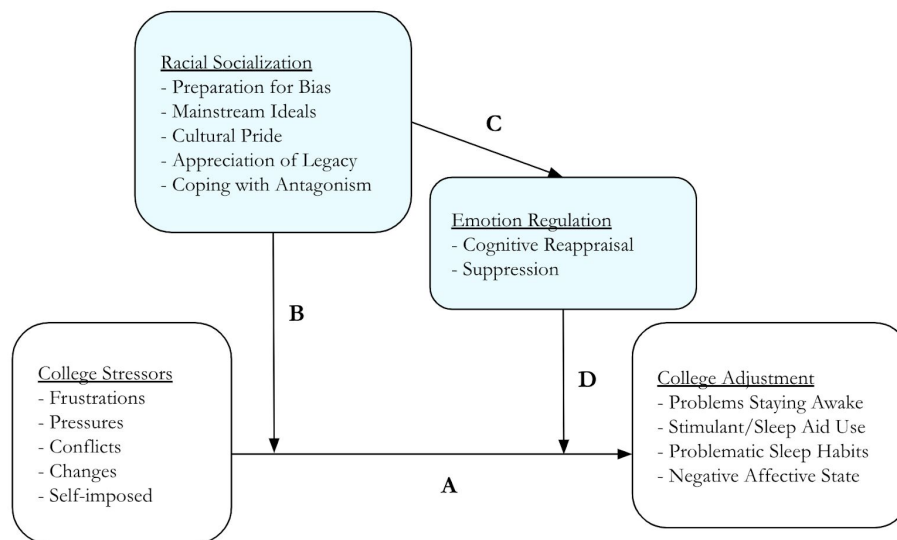 Racial Socialization
- Preparation for Bias
- Mainstream Ideals
- Cultural Pride
- Appreciation of Legacy
- Coping with Antagonism
C
Emotion Regulation
- Cognitive Reappraisal
- Suppression
B
D
College Stressors
- Frustrations
- Pressures
- Conflicts
- Changes
- Self-imposed
A
College Adjustment
- Problems Staying Awake
- Stimulant/Sleep Aid Use
- Problematic Sleep Habits
- Negative Affective State